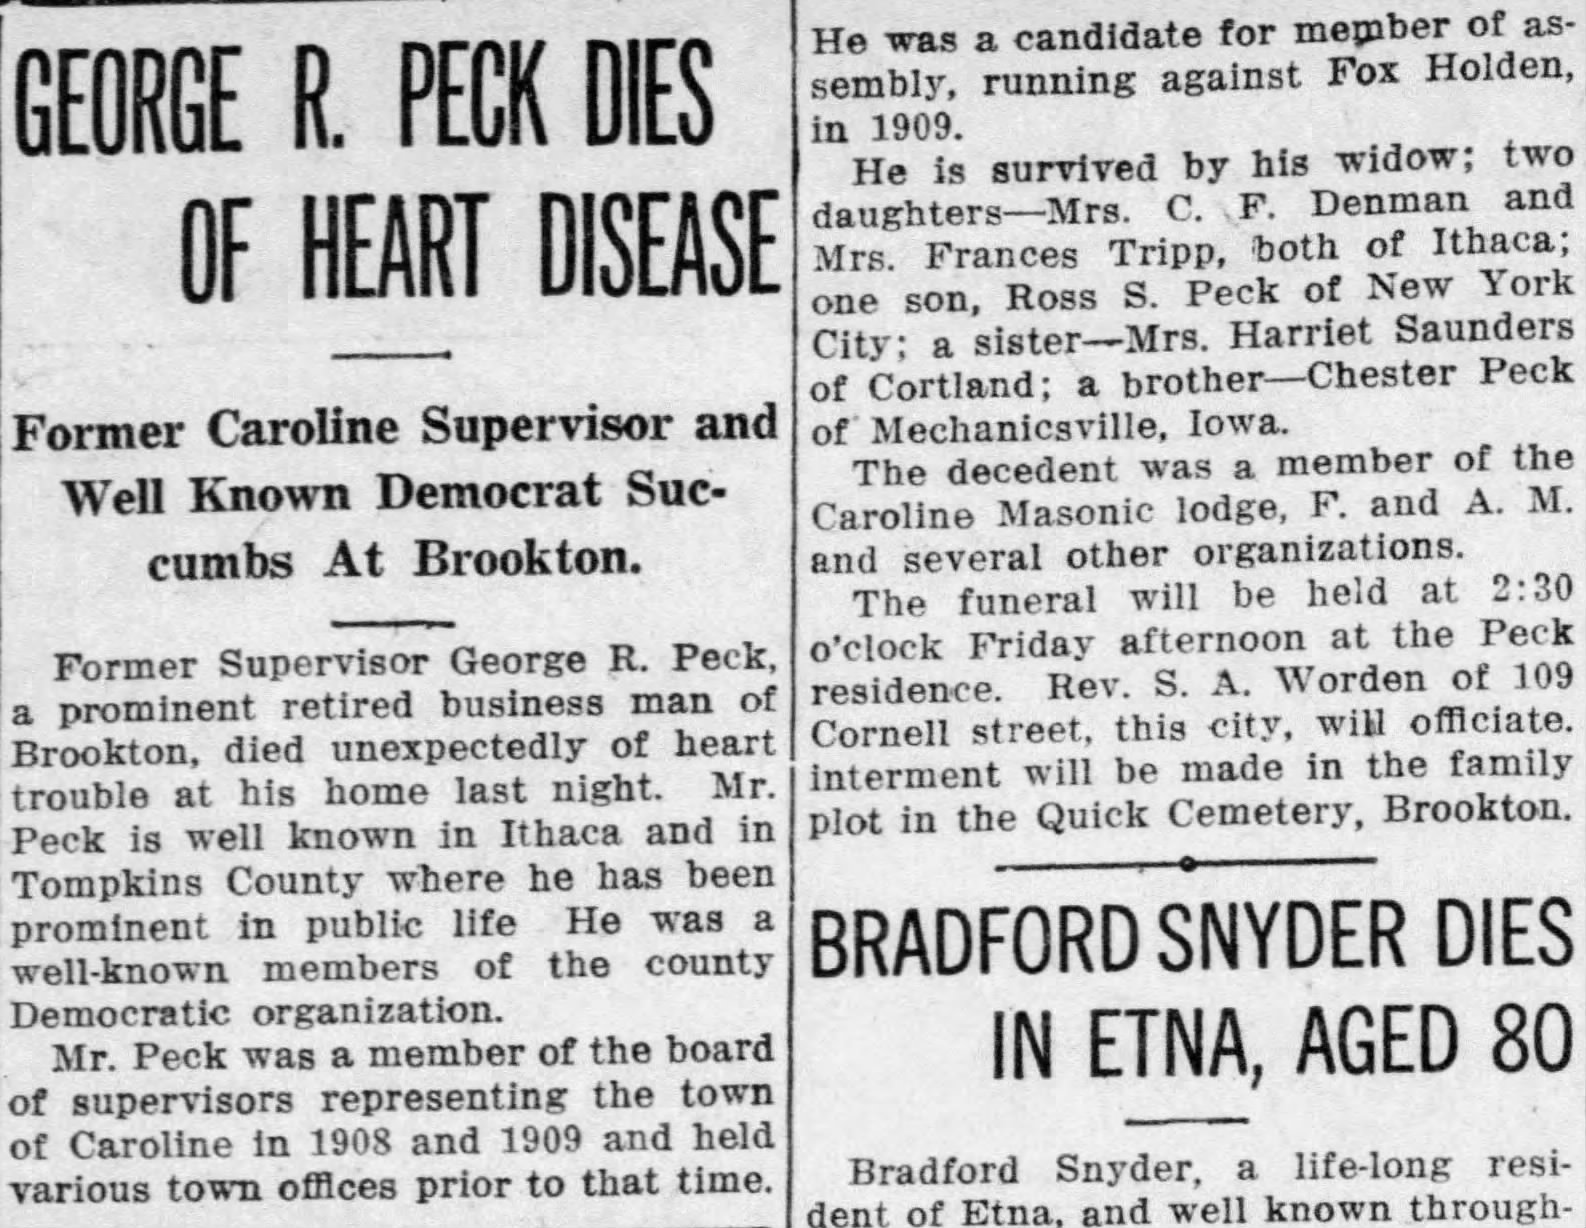 GEORGE R. PECK DIES
OF HEART DISEASE
Former Caroline Supervisor and
Well Known Democrat Suc-
cumbs At Brookton.
Former Supervisor George R. Peck,
a prominent retired business man of
Brookton, died unexpectedly of heart
trouble at his home last night. Mr.
Peck is well known in Ithaca and in
Tompkins County where he has been
prominent in public life He was a
well-known members of the county
Democratic organization.
Mr. Peck was a member of the board
of supervisors representing the town
of Caroline in 1908 and 1909 and held
various town offices prior to that time.
He was a candidate for member of as-
sembly, running against Fox Holden,
in 1909.
He is survived by his widow; two
daughters—Mrs. C. F. Denman and
Mrs. Frances Tripp, both of Ithaca;
one son, Ross S. Peck of New York
City; a sister—Mrs. Harriet Saunders
of Cortland; a brother—Chester Peck
of Mechanicsville, Iowa.
The decedent was a member of the
Caroline Masonic lodge, F. and A. M.
and several other organizations.
The funeral will be held at 2:30
o'clock Friday afternoon at the Peck
residence. Rev. S. A. Worden of 109
Cornell street, this city, will officiate.
interment will be made in the family
plot in the Quick Cemetery, Brookton.
BRADFORD SNYDER DIES
IN ETNA, AGED 80
Bradford Snyder, a life-long resi-
dent of Etna, and well known through-